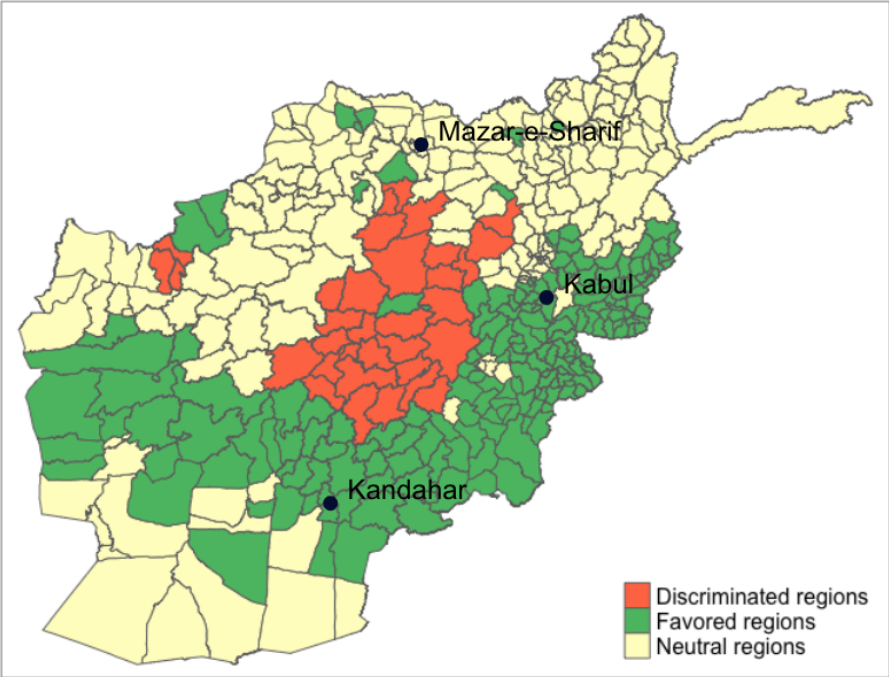 Mazar-e-Sharif
Kabul
Kandahar
Discriminated regions
Favored regions
Neutral regions